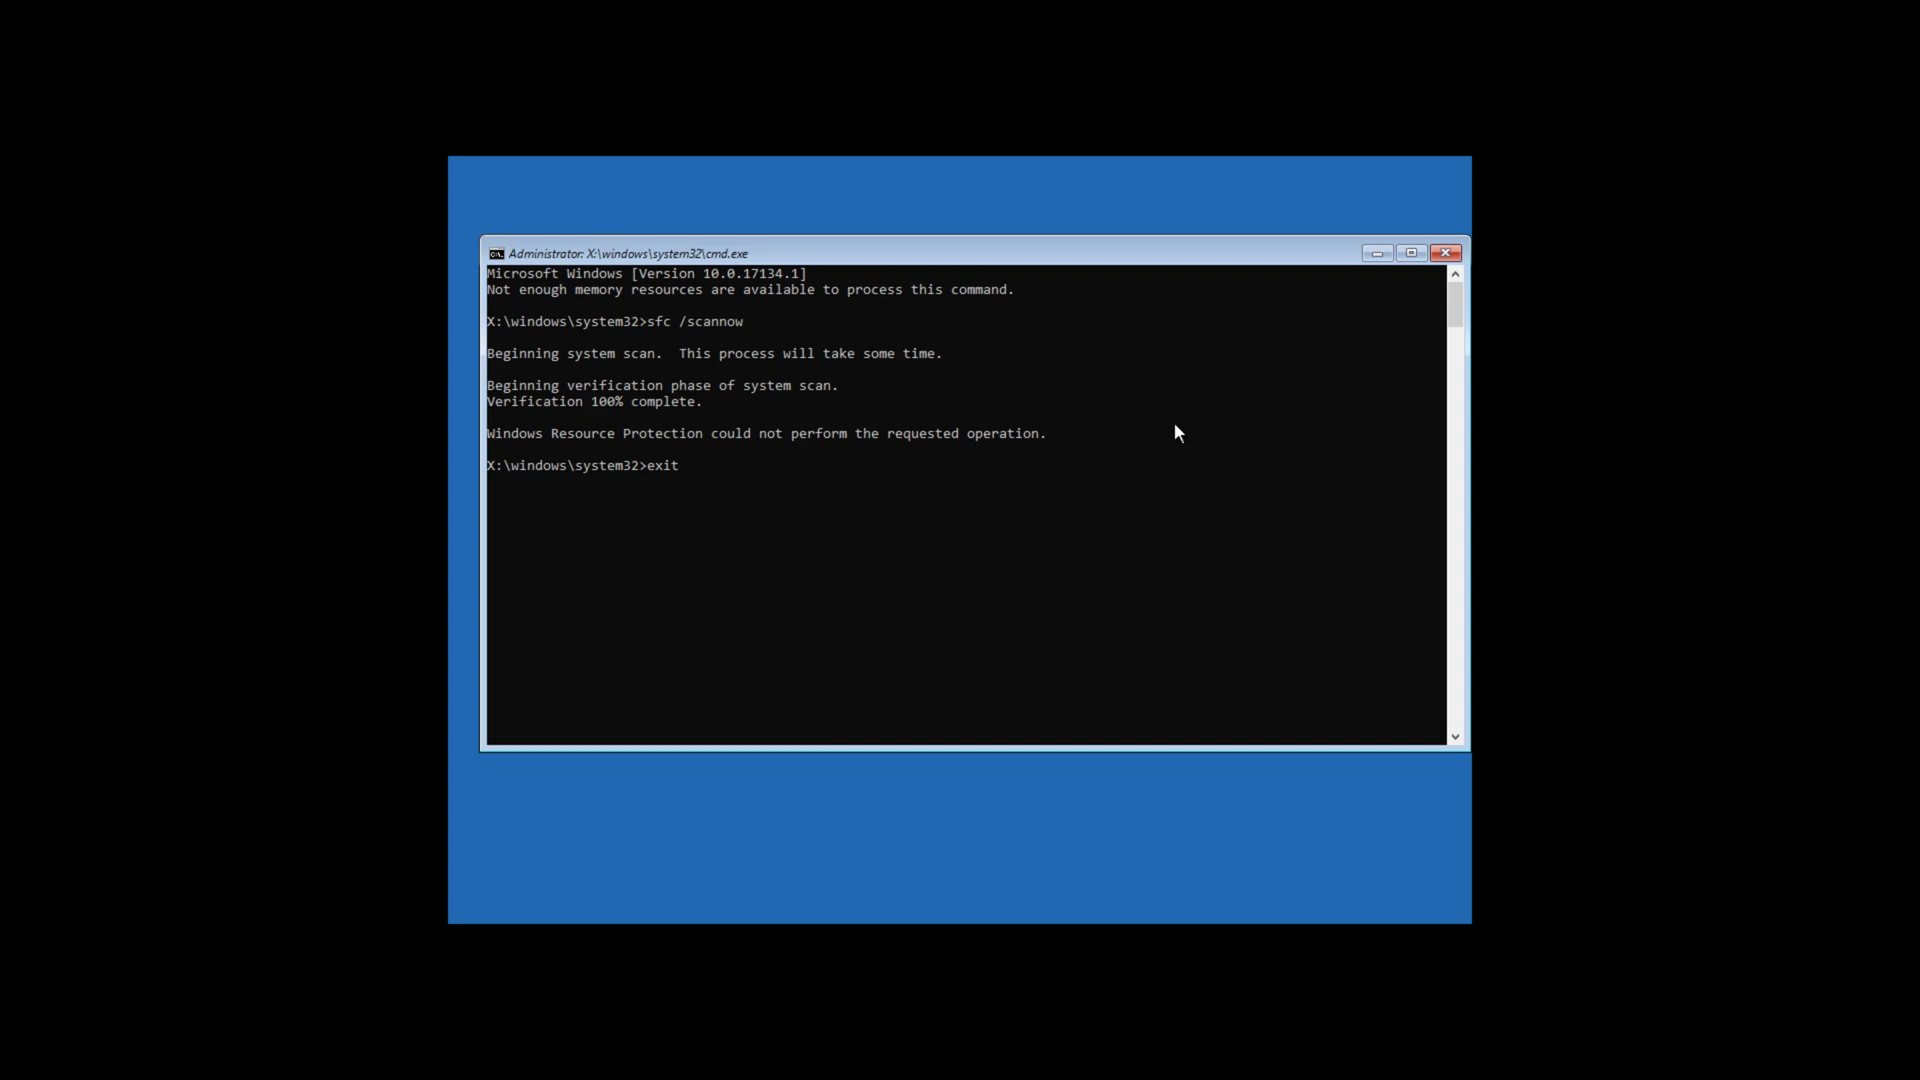 Administrator: X:\windows\system32\cmd.exe
Microsoft Windows [Version 10.0.17134.1]
Not enough memory resources are available to process this command.
X:\windows\system32>sfc /scannow
Beginning system scan.  This process will take some time.
Beginning verification phase of system scan.
Verification 100% complete.
Windows Resource Protection could not perform the requested operation.
X:\windows\system32>exit